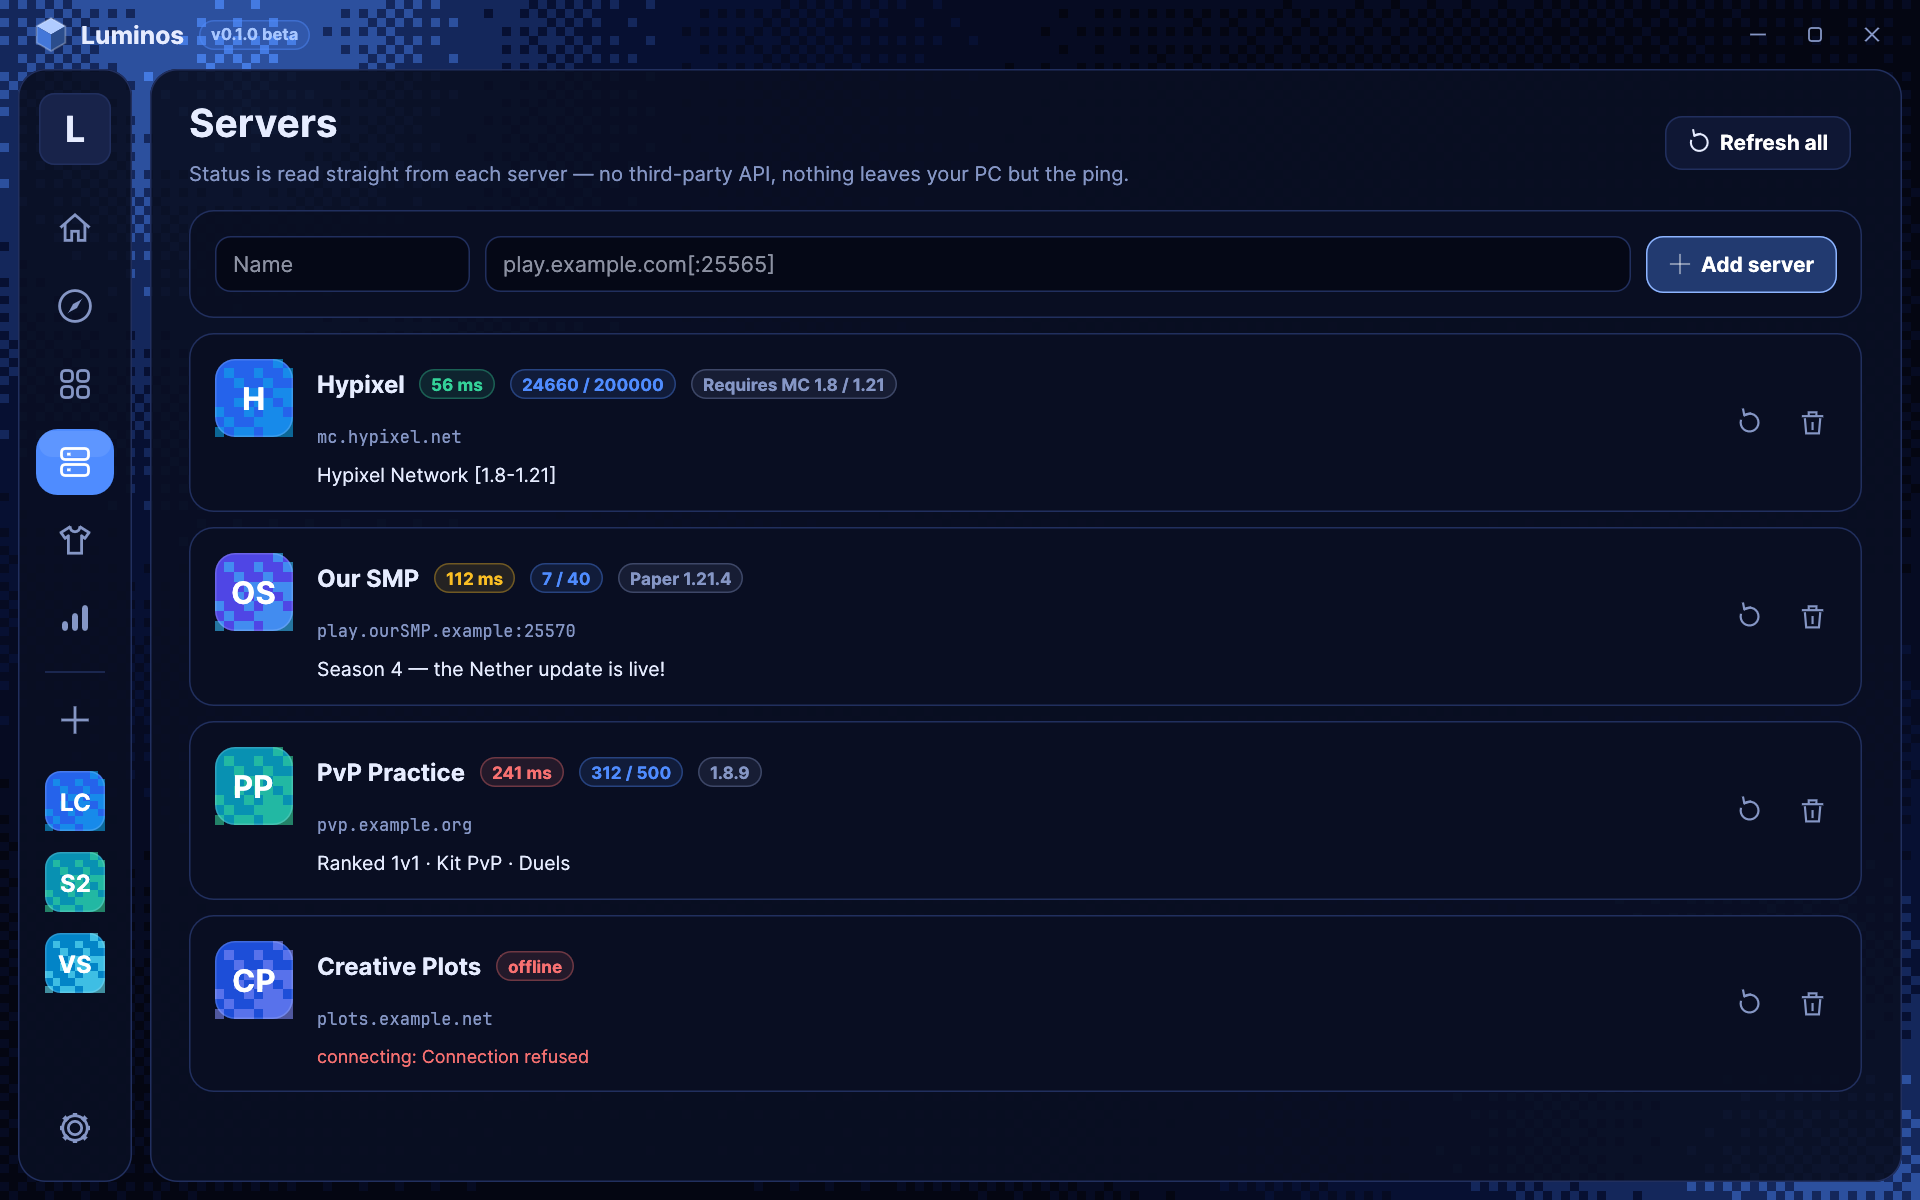 Luminos v0.1.0 beta
L
Servers
Refresh all
Status is read straight from each server — no third-party API, nothing leaves your PC but the ping.
Name
play.example.com[:25565]
Add server
H
Hypixel 56 ms 24660 / 200000 Requires MC 1.8 / 1.21
mc.hypixel.net
Hypixel Network [1.8-1.21]
OS
Our SMP 112 ms 7 / 40 Paper 1.21.4
play.ourSMP.example:25570
Season 4 — the Nether update is live!
PP
PvP Practice 241 ms 312 / 500 1.8.9
pvp.example.org
Ranked 1v1 · Kit PvP · Duels
CP
Creative Plots offline
plots.example.net
connecting: Connection refused
LC
S2
VS